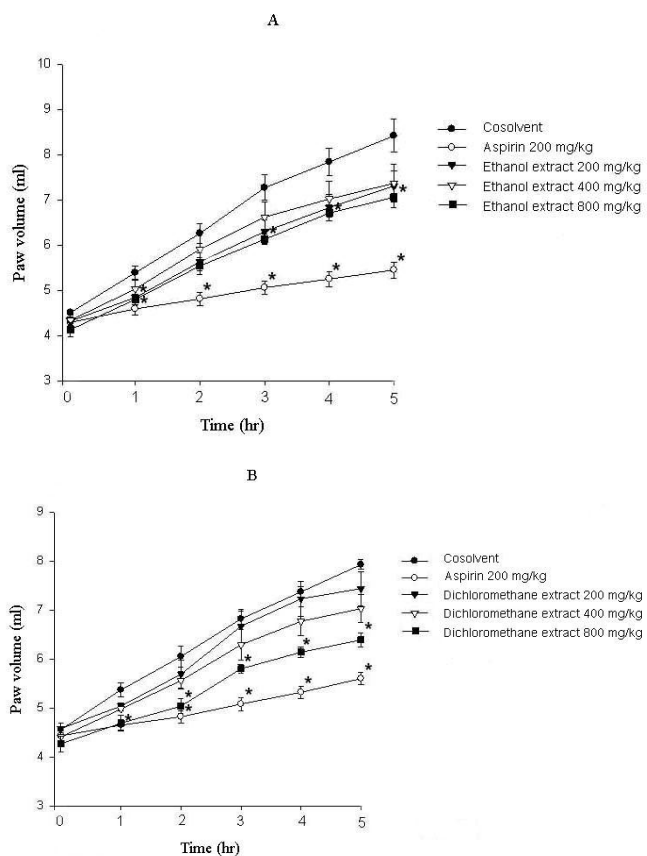 A
10
9
8
7
6
5
4
3
Paw volume (ml)
0 1 2 3 4 5
Time (hr)
Cosolvent
Aspirin 200 mg/kg
Ethanol extract 200 mg/kg
Ethanol extract 400 mg/kg
Ethanol extract 800 mg/kg
* * * * * * * * * *
B
9
8
7
6
5
4
3
Paw volume (ml)
0 1 2 3 4 5
Time (hr)
Cosolvent
Aspirin 200 mg/kg
Dichloromethane extract 200 mg/kg
Dichloromethane extract 400 mg/kg
Dichloromethane extract 800 mg/kg
* * * * * * * * *